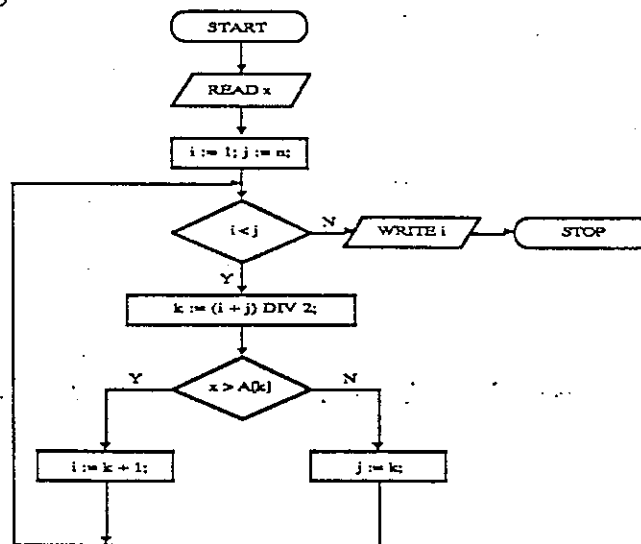 START
READ x
i := 1; j := n;
i < j
N
WRITE i
STOP
Y
k := (i + j) DIV 2;
Y
x > A[k]
N
i := k + 1;
j := k;